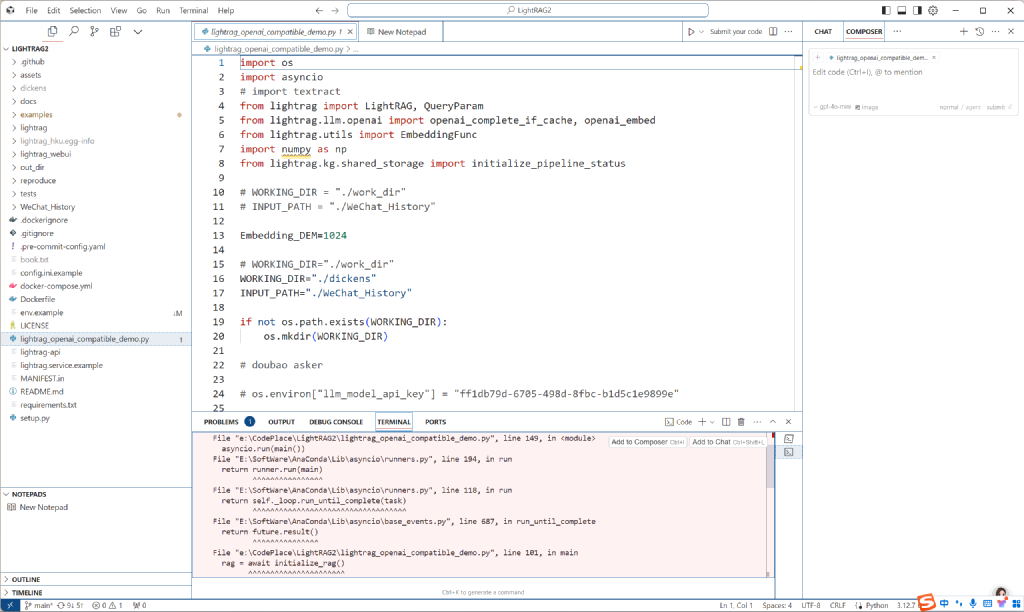 File Edit Selection View Go Run Terminal Help
LightRAG2
lightrag_openai_compatible_demo.py 1
New Notepad
Submit your code
CHAT COMPOSER
LIGHTRAG2
.github
assets
dickens
docs
examples
lightrag
lightrag_hku.egg-info
lightrag_webui
out_dir
reproduce
tests
WeChat_History
.dockerignore
.gitignore
.pre-commit-config.yaml
book.txt
config.ini.example
docker-compose.yml
Dockerfile
env.example ↓M
LICENSE
lightrag_openai_compatible_demo.py 1
lightrag-api
lightrag.service.example
MANIFEST.in
README.md
requirements.txt
setup.py
NOTEPADS
New Notepad
OUTLINE
TIMELINE
lightrag_openai_compatible_demo.py > ...
1 import os
2 import asyncio
3 # import textract
4 from lightrag import LightRAG, QueryParam
5 from lightrag.llm.openai import openai_complete_if_cache, openai_embed
6 from lightrag.utils import EmbeddingFunc
7 import numpy as np
8 from lightrag.kg.shared_storage import initialize_pipeline_status
9
10 # WORKING_DIR = "./work_dir"
11 # INPUT_PATH = "./WeChat_History"
12
13 Embedding_DEM=1024
14
15 # WORKING_DIR="./work_dir"
16 WORKING_DIR="./dickens"
17 INPUT_PATH="./WeChat_History"
18
19 if not os.path.exists(WORKING_DIR):
20 os.mkdir(WORKING_DIR)
21
22 # doubao asker
23
24 # os.environ["llm_model_api_key"] = "ff1db79d-6705-498d-8fbc-b1d5c1e9899e"
25
PROBLEMS 1 OUTPUT DEBUG CONSOLE TERMINAL PORTS
Code
File "e:\CodePlace\LightRAG2\lightrag_openai_compatible_demo.py", line 149, in <module>
asyncio.run(main())
Add to Composer Ctrl+I Add to Chat Ctrl+Shift+L
File "E:\SoftWare\AnaConda\Lib\asyncio\runners.py", line 194, in run
return runner.run(main)
^^^^^^^^^^^^^^^^
File "E:\SoftWare\AnaConda\Lib\asyncio\runners.py", line 118, in run
return self._loop.run_until_complete(task)
^^^^^^^^^^^^^^^^^^^^^^^^^^^^^^^^^^^
File "E:\SoftWare\AnaConda\Lib\asyncio\base_events.py", line 687, in run_until_complete
return future.result()
^^^^^^^^^^^^^^^
File "e:\CodePlace\LightRAG2\lightrag_openai_compatible_demo.py", line 101, in main
rag = await initialize_rag()
^^^^^^^^^^^^^^^^^^^^^^
Ctrl+K to generate a command
+ lightrag_openai_compatible_dem...
Edit code (Ctrl+I), @ to mention
gpt-4o-mini image normal / agent submit
main* 9↓ 5↑ 0 1 0
Ln 1, Col 1 Spaces: 4 UTF-8 CRLF Python 3.12.7
中